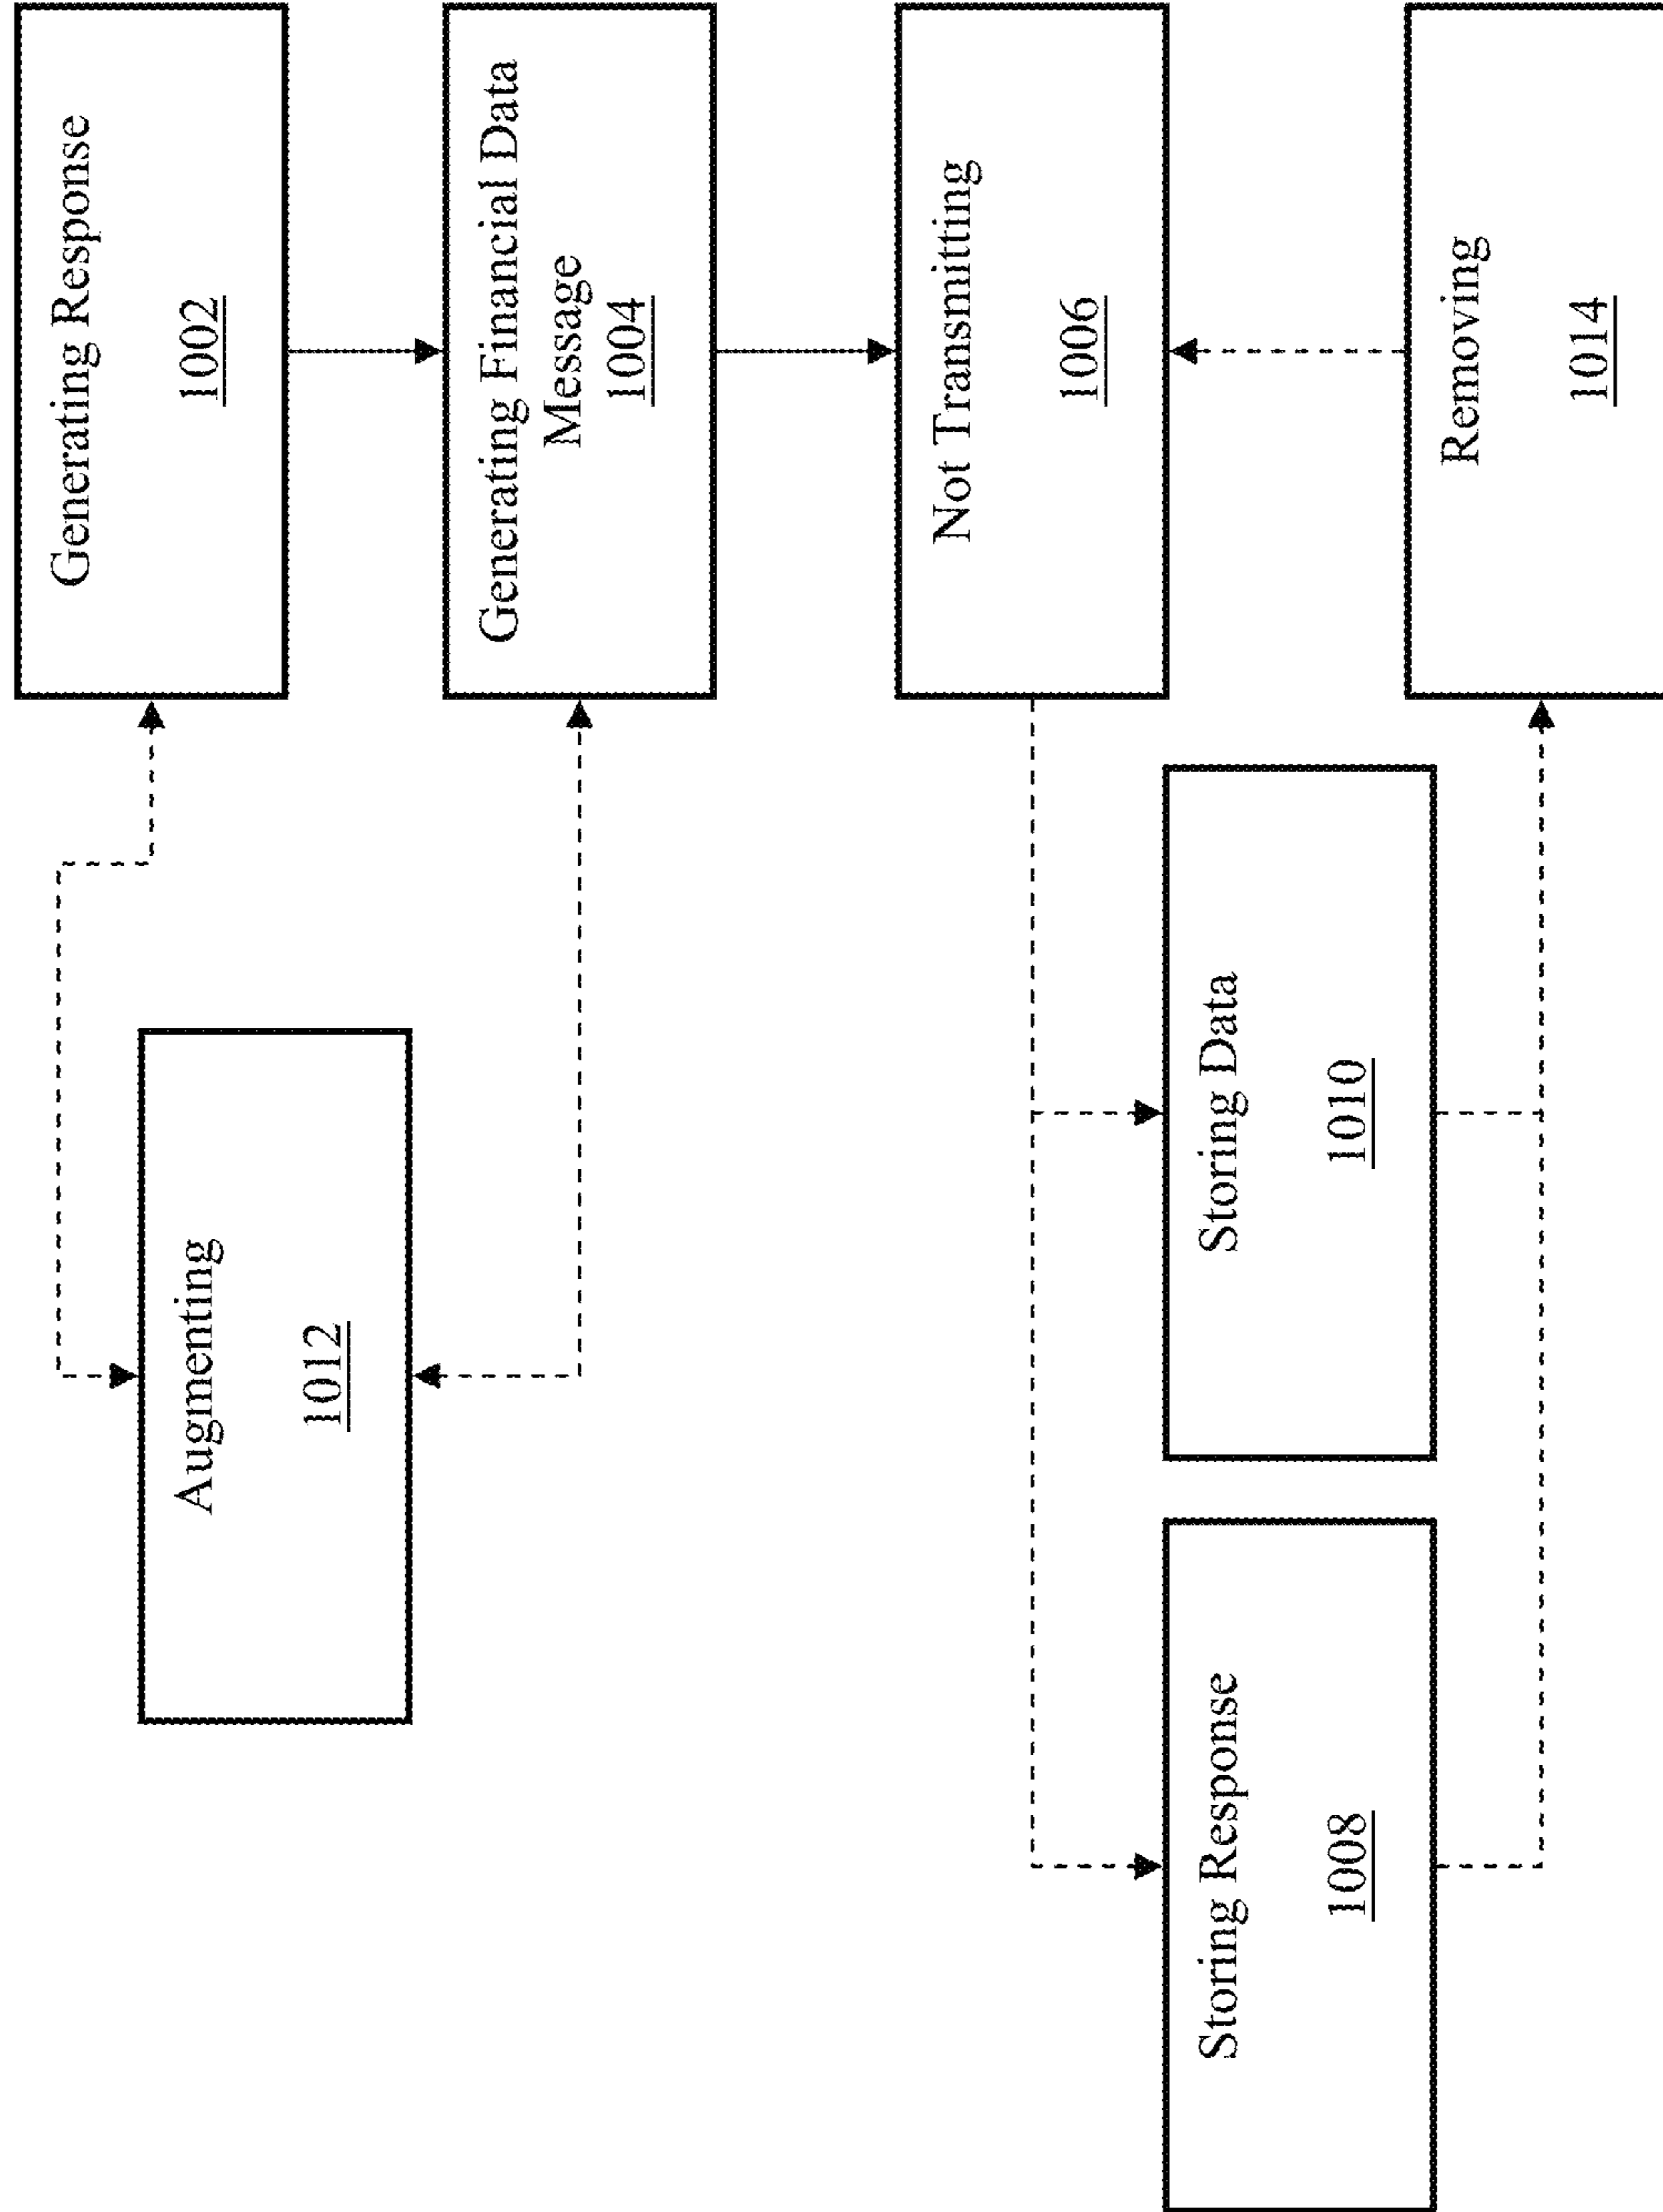 Generating Response
1002
Generating Financial Data
Message
1004
Not Transmitting
1006
Removing
1014
Augmenting
1012
Storing Data
1010
Storing Response
1008